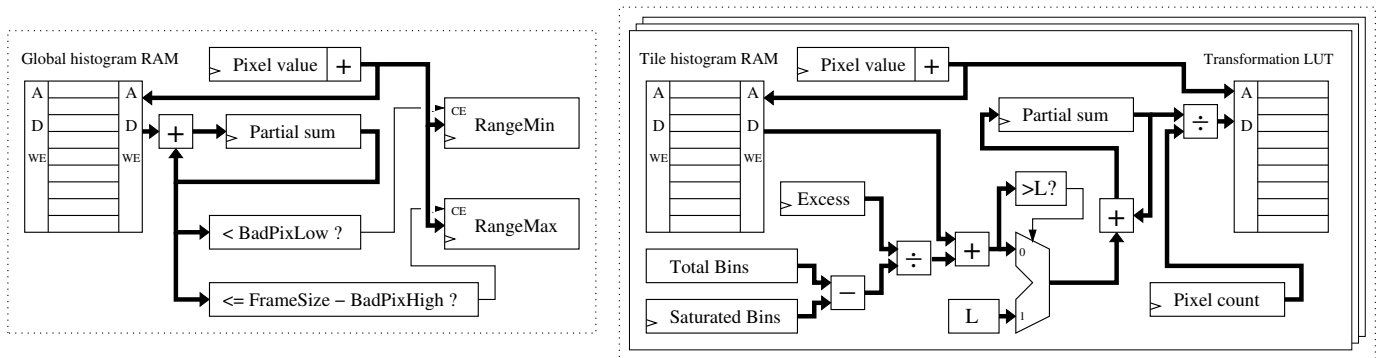 Global histogram RAM
Pixel value +
A A
D D
WE WE
+ Partial sum
CE
RangeMin
CE
RangeMax
< BadPixLow ?
<= FrameSize − BadPixHigh ?
Tile histogram RAM
Pixel value +
Transformation LUT
A A
D D
WE WE
Partial sum
÷
A
D
>L?
Excess
+
÷
+
0
1
Total Bins
−
Saturated Bins
L
Pixel count